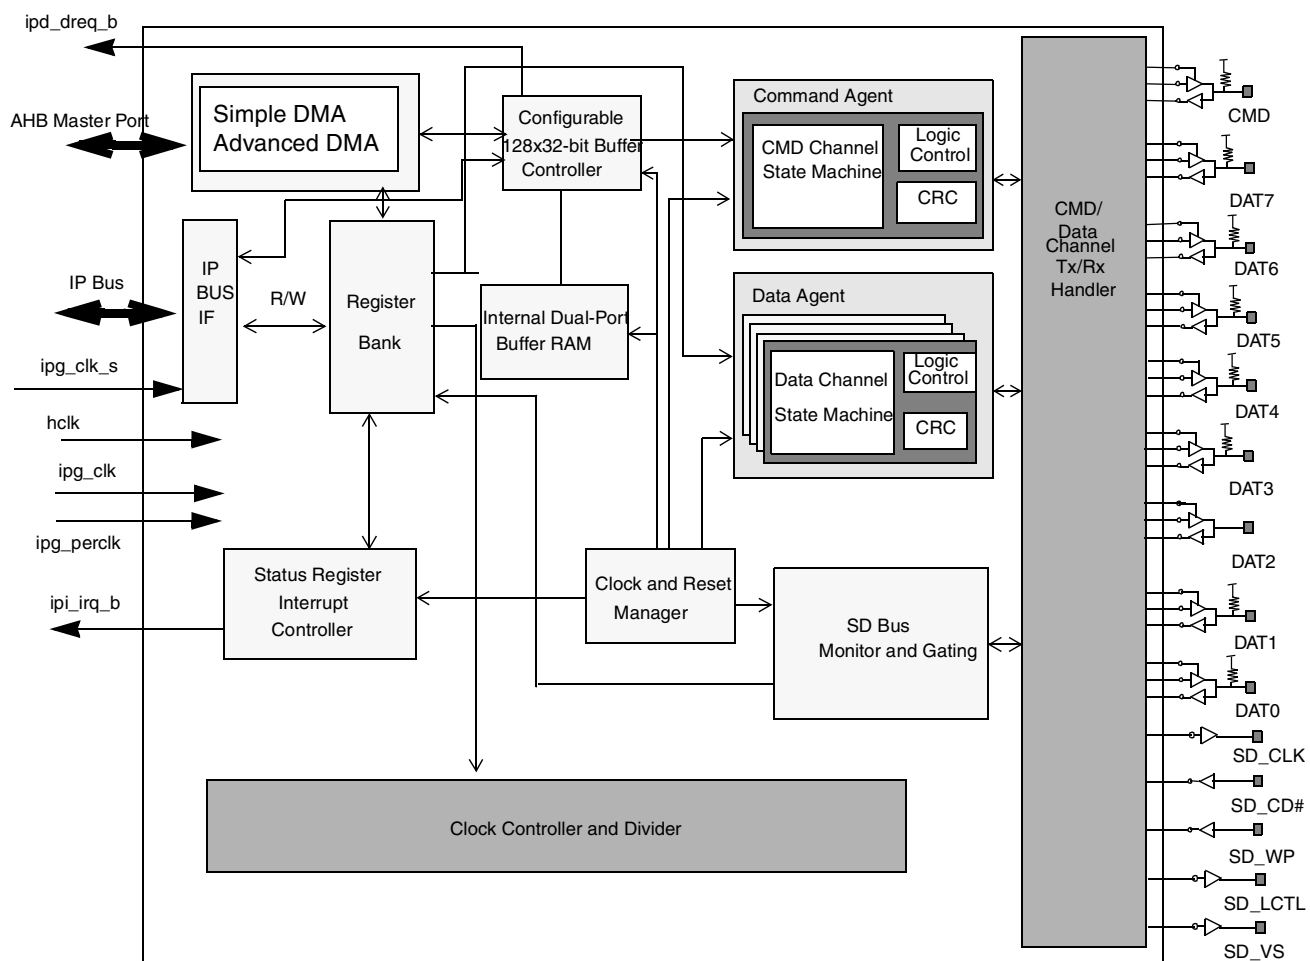 ipd_dreq_b
AHB Master Port
Simple DMA
Advanced DMA
Configurable
128x32-bit Buffer
Controller
Command Agent
CMD Channel
State Machine
Logic
Control
CRC
CMD/
Data
Channel
Tx/Rx
Handler
IP Bus
IP
BUS
IF
R/W
Register
Bank
Internal Dual-Port
Buffer RAM
Data Agent
Data Channel
State Machine
Logic
Control
CRC
ipg_clk_s
hclk
ipg_clk
ipg_perclk
ipi_irq_b
Status Register
Interrupt
Controller
Clock and Reset
Manager
SD Bus
Monitor and Gating
Clock Controller and Divider
CMD
DAT7
DAT6
DAT5
DAT4
DAT3
DAT2
DAT1
DAT0
SD_CLK
SD_CD#
SD_WP
SD_LCTL
SD_VS